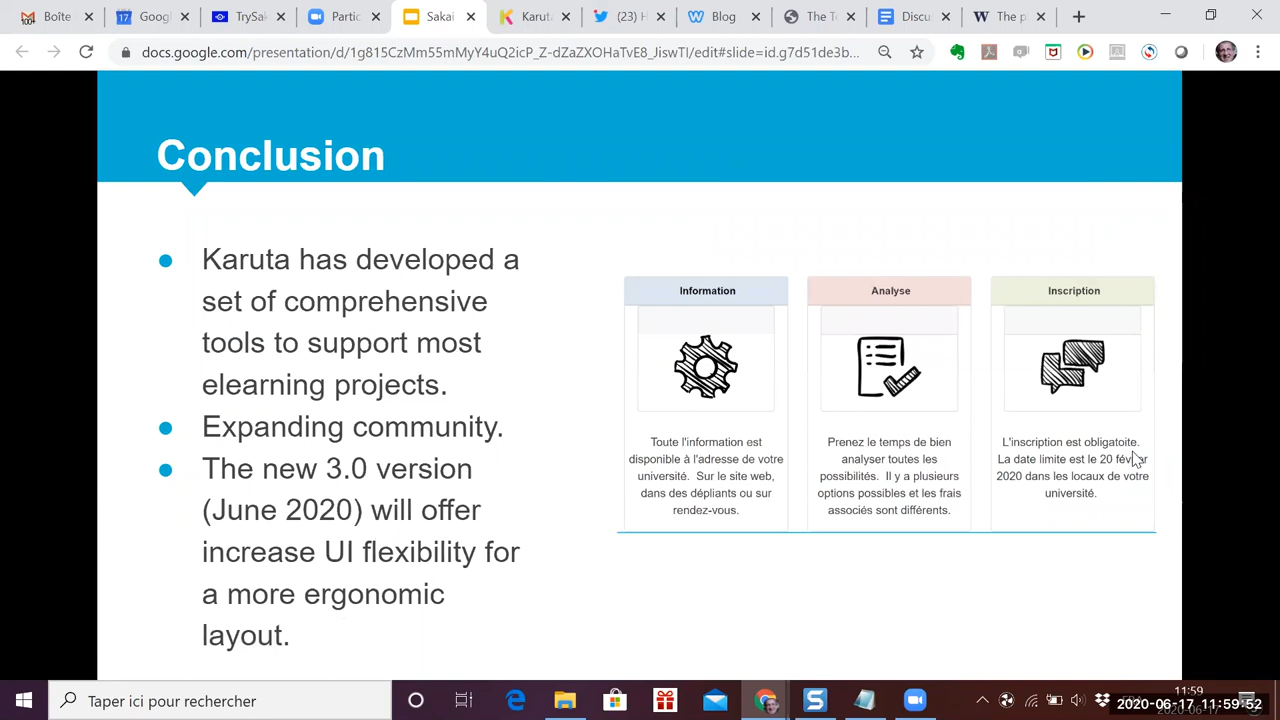 Boîte
Goog
TrySak
Partic
Sakai
Karuta
(23) H
Blog
The T
Discu
The p
docs.google.com/presentation/d/1g815CzMm55mMyY4uQ2icP_Z-dZaZXOHaTvE8_JiswTI/edit#slide=id.g7d51de3b...
Conclusion
Karuta has developed a
set of comprehensive
tools to support most
elearning projects.
Expanding community.
The new 3.0 version
(June 2020) will offer
increase UI flexibility for
a more ergonomic
layout.
Information
Toute l'information est
disponible à l'adresse de votre
université. Sur le site web,
dans des dépliants ou sur
rendez-vous.
Analyse
Prenez le temps de bien
analyser toutes les
possibilités. Il y a plusieurs
options possibles et les frais
associés sont différents.
Inscription
L'inscription est obligatoite.
La date limite est le 20 février
2020 dans les locaux de votre
université.
Taper ici pour rechercher
11:59
2020-06-17 11:59:52